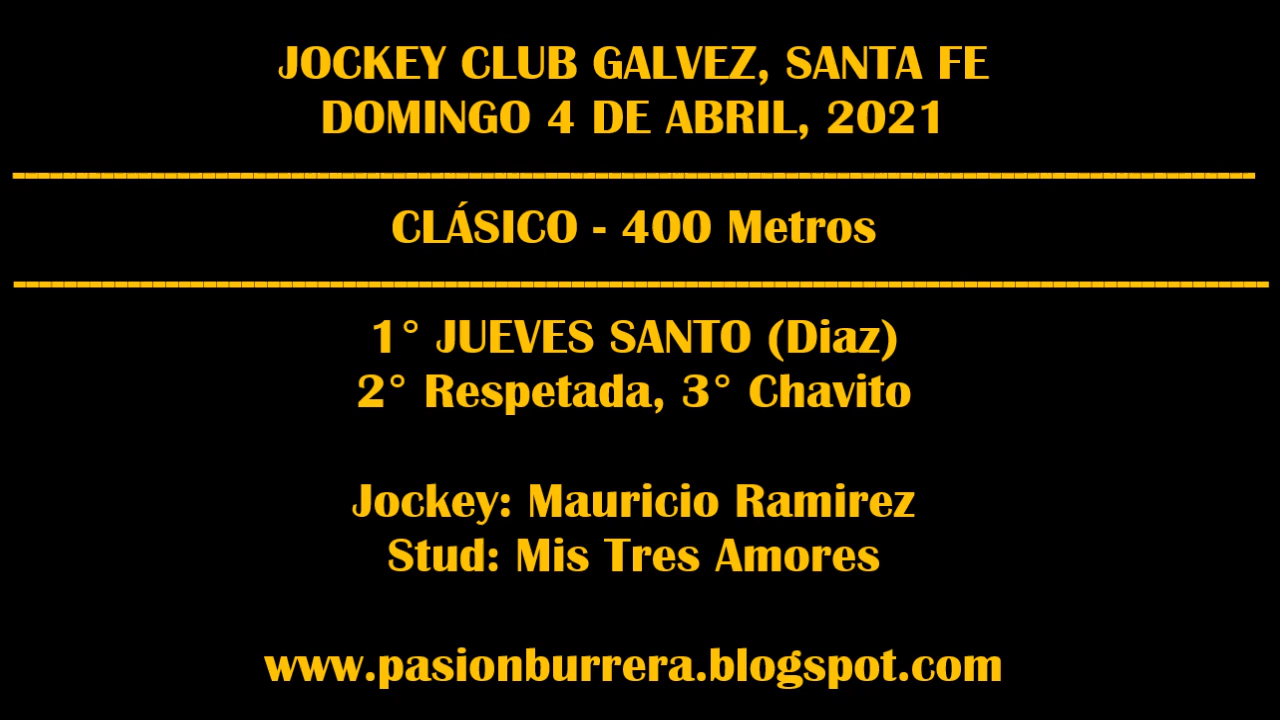 JOCKEY CLUB GALVEZ, SANTA FE
DOMINGO 4 DE ABRIL, 2021
CLÁSICO - 400 Metros
1° JUEVES SANTO (Diaz)
2° Respetada, 3° Chavito
Jockey: Mauricio Ramirez
Stud: Mis Tres Amores
www.pasionburrera.blogspot.com